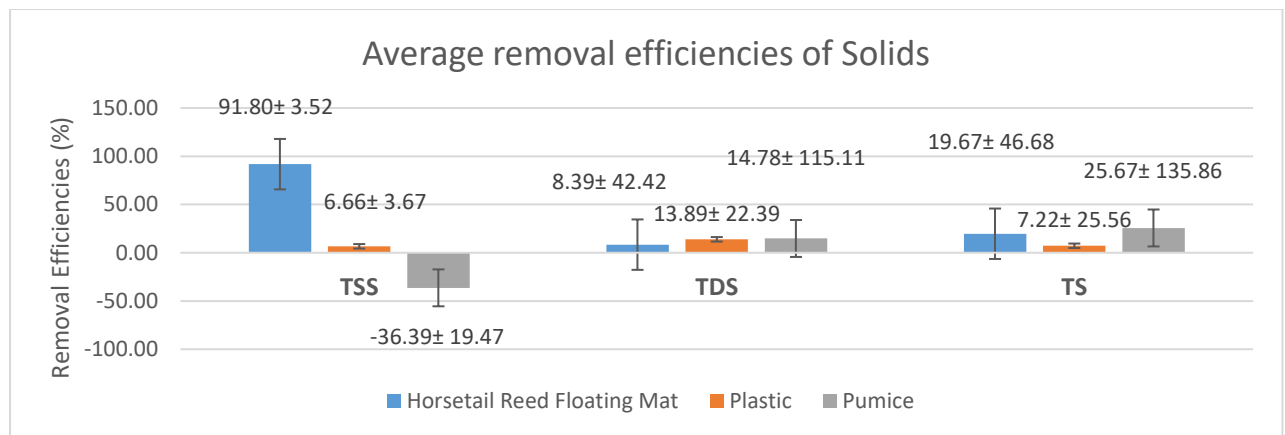 Average removal efficiencies of Solids
Removal Efficiencies (%)
150.00
100.00
50.00
0.00
-50.00
-100.00
91.80± 3.52
6.66± 3.67
-36.39± 19.47
8.39± 42.42
13.89± 22.39
14.78± 115.11
19.67± 46.68
7.22± 25.56
25.67± 135.86
TSS
TDS
TS
Horsetail Reed Floating Mat
Plastic
Pumice